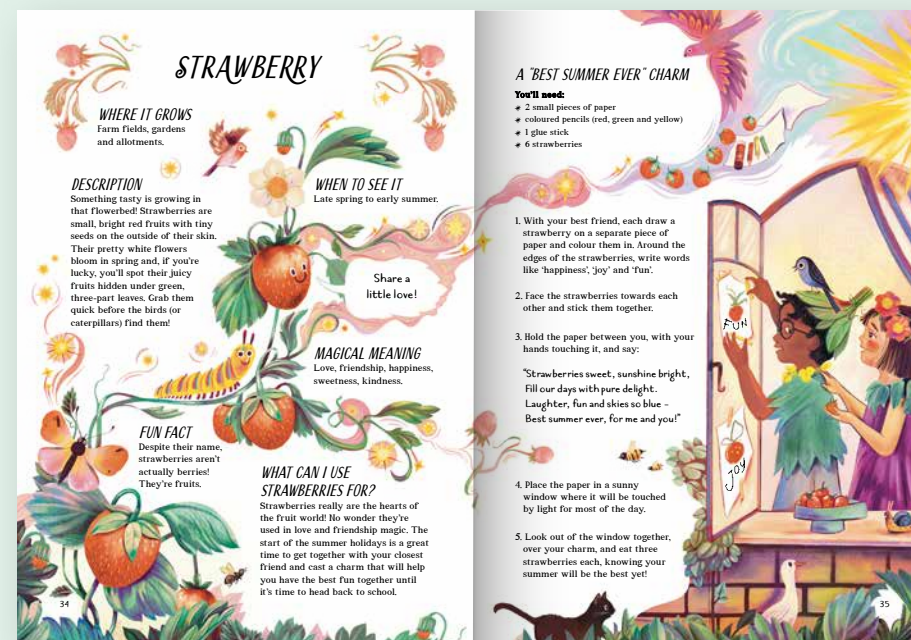 STRAWBERRY
WHERE IT GROWS
Farm fields, gardens
and allotments.
DESCRIPTION
Something tasty is growing in
that flowerbed! Strawberries are
small, bright red fruits with tiny
seeds on the outside of their skin.
Their pretty white flowers
bloom in spring and, if you're
lucky, you'll spot their juicy
fruits hidden under green,
three-part leaves. Grab them
quick before the birds (or
caterpillars) find them!
WHEN TO SEE IT
Late spring to early summer.
Share a
little love!
MAGICAL MEANING
Love, friendship, happiness,
sweetness, kindness.
FUN FACT
Despite their name,
strawberries aren't
actually berries!
They're fruits.
WHAT CAN I USE
STRAWBERRIES FOR?
Strawberries really are the hearts of
the fruit world! No wonder they're
used in love and friendship magic. The
start of the summer holidays is a great
time to get together with your closest
friend and cast a charm that will help
you have the best fun together until
it's time to head back to school.
34
A "BEST SUMMER EVER" CHARM
You'll need:
* 2 small pieces of paper
* coloured pencils (red, green and yellow)
* 1 glue stick
* 6 strawberries
1. With your best friend, each draw a
strawberry on a separate piece of
paper and colour them in. Around the
edges of the strawberries, write words
like 'happiness', 'joy' and 'fun'.
2. Face the strawberries towards each
other and stick them together.
3. Hold the paper between you, with your
hands touching it, and say:
"Strawberries sweet, sunshine bright,
Fill our days with pure delight.
Laughter, fun and skies so blue –
Best summer ever, for me and you!"
4. Place the paper in a sunny
window where it will be touched
by light for most of the day.
5. Look out of the window together,
over your charm, and eat three
strawberries each, knowing your
summer will be the best yet!
FUN
JOY
35